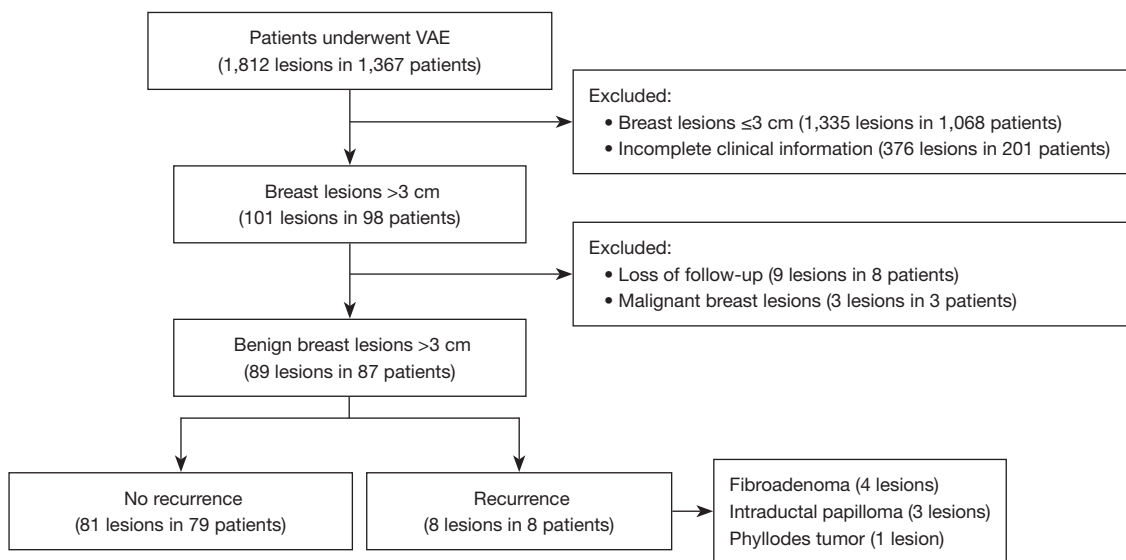 Patients underwent VAE
(1,812 lesions in 1,367 patients)
Excluded:
• Breast lesions ≤3 cm (1,335 lesions in 1,068 patients)
• Incomplete clinical information (376 lesions in 201 patients)
Breast lesions >3 cm
(101 lesions in 98 patients)
Excluded:
• Loss of follow-up (9 lesions in 8 patients)
• Malignant breast lesions (3 lesions in 3 patients)
Benign breast lesions >3 cm
(89 lesions in 87 patients)
No recurrence
(81 lesions in 79 patients)
Recurrence
(8 lesions in 8 patients)
Fibroadenoma (4 lesions)
Intraductal papilloma (3 lesions)
Phyllodes tumor (1 lesion)